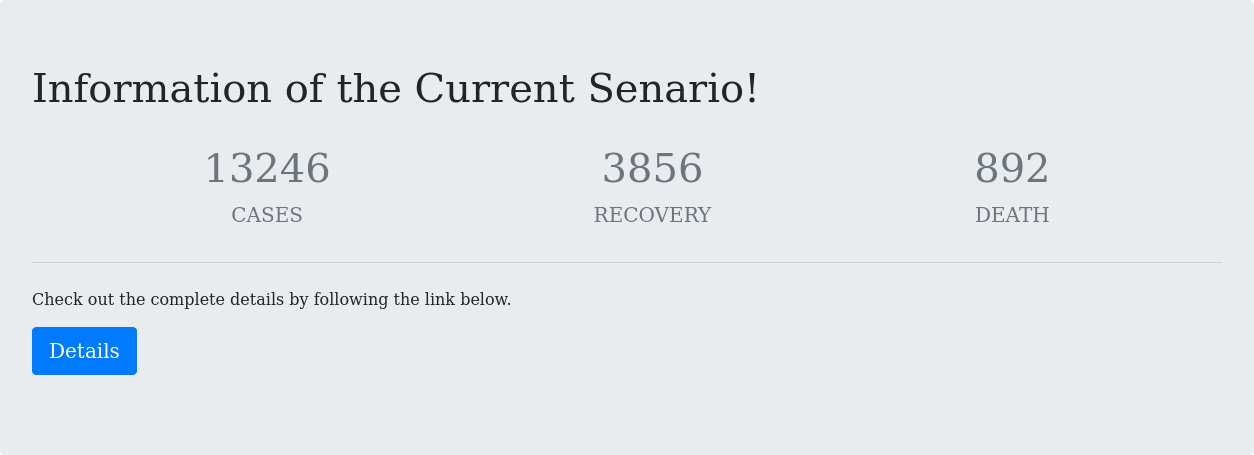 Information of the Current Senario!
13246 3856 892
CASES RECOVERY DEATH
Check out the complete details by following the link below.
Details